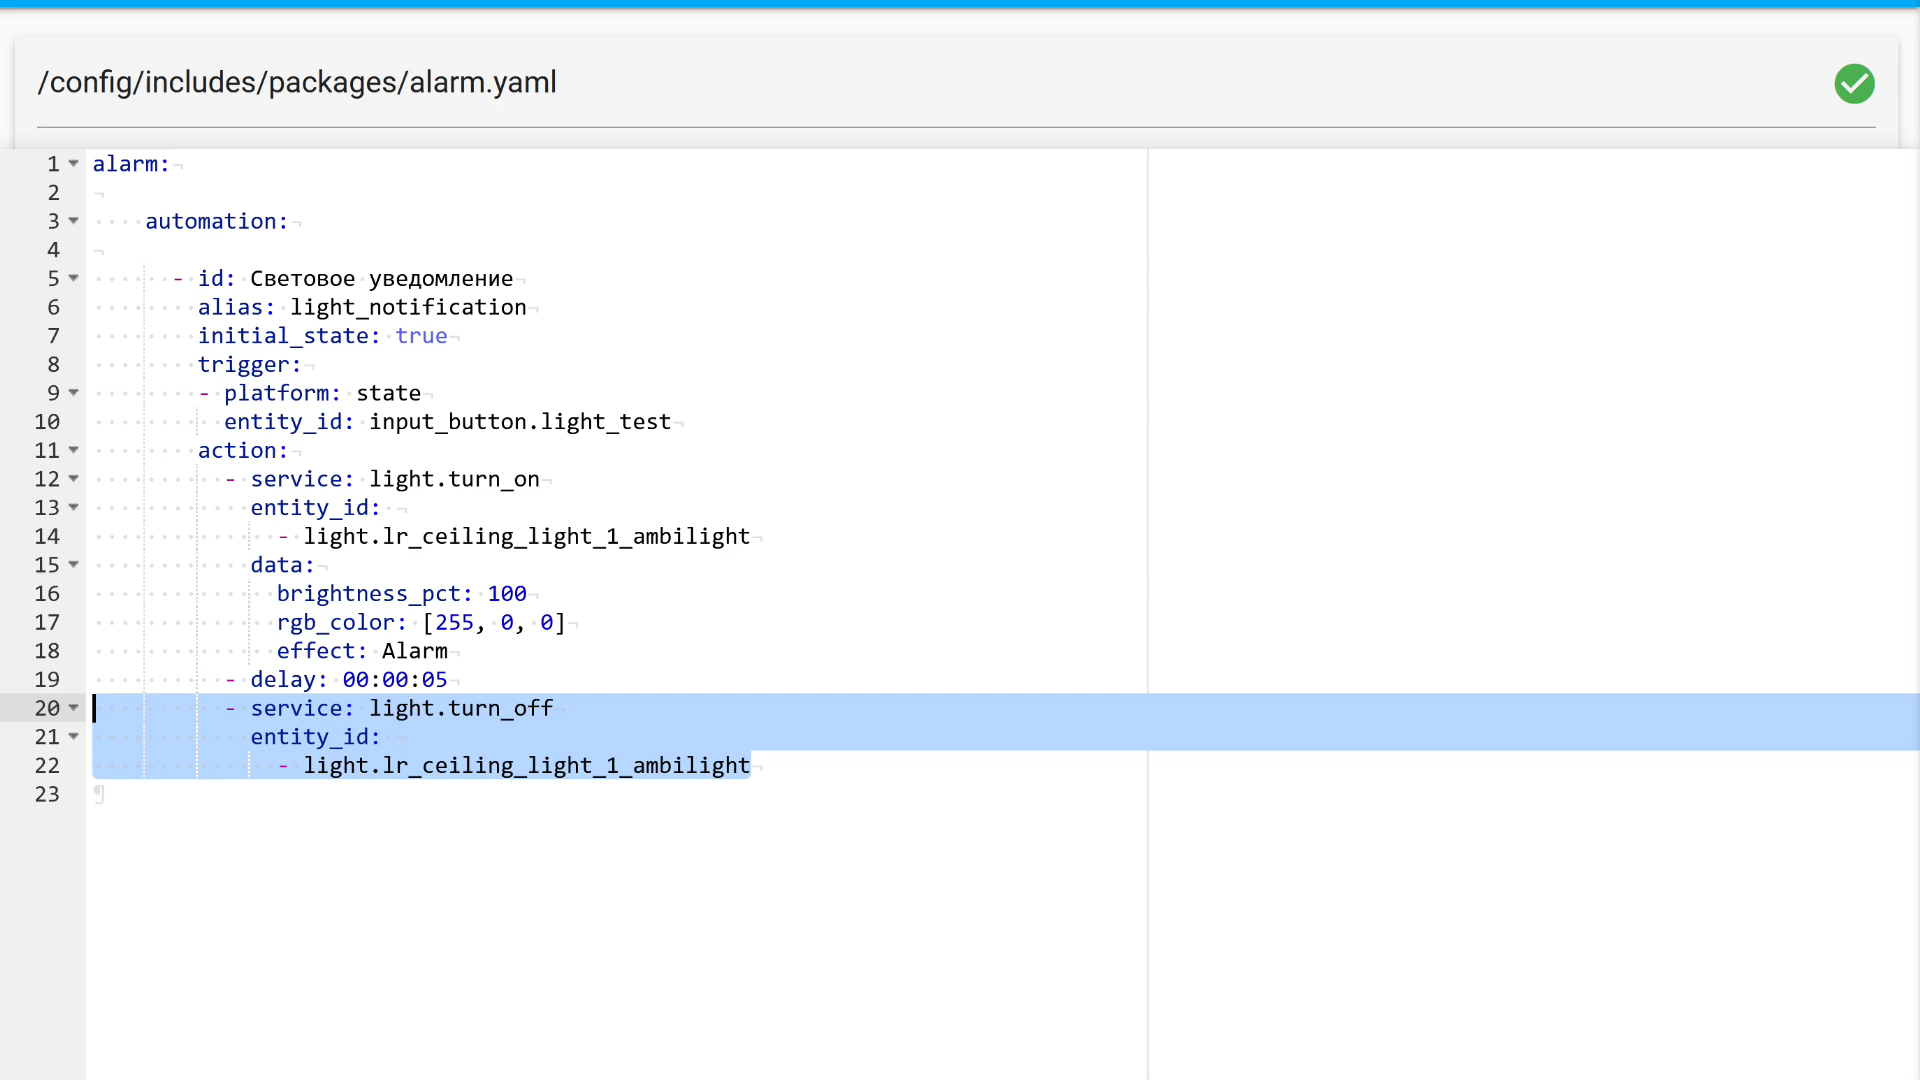 /config/includes/packages/alarm.yaml
1 alarm:
2
3 automation:
4
5 - id: Световое уведомление
6 alias: light_notification
7 initial_state: true
8 trigger:
9 - platform: state
10 entity_id: input_button.light_test
11 action:
12 - service: light.turn_on
13 entity_id:
14 - light.lr_ceiling_light_1_ambilight
15 data:
16 brightness_pct: 100
17 rgb_color: [255, 0, 0]
18 effect: Alarm
19 - delay: 00:00:05
20 - service: light.turn_off
21 entity_id:
22 - light.lr_ceiling_light_1_ambilight
23